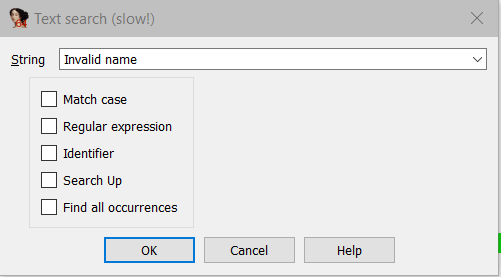 Text search (slow!)
String Invalid name
Match case
Regular expression
Identifier
Search Up
Find all occurrences
OK Cancel Help